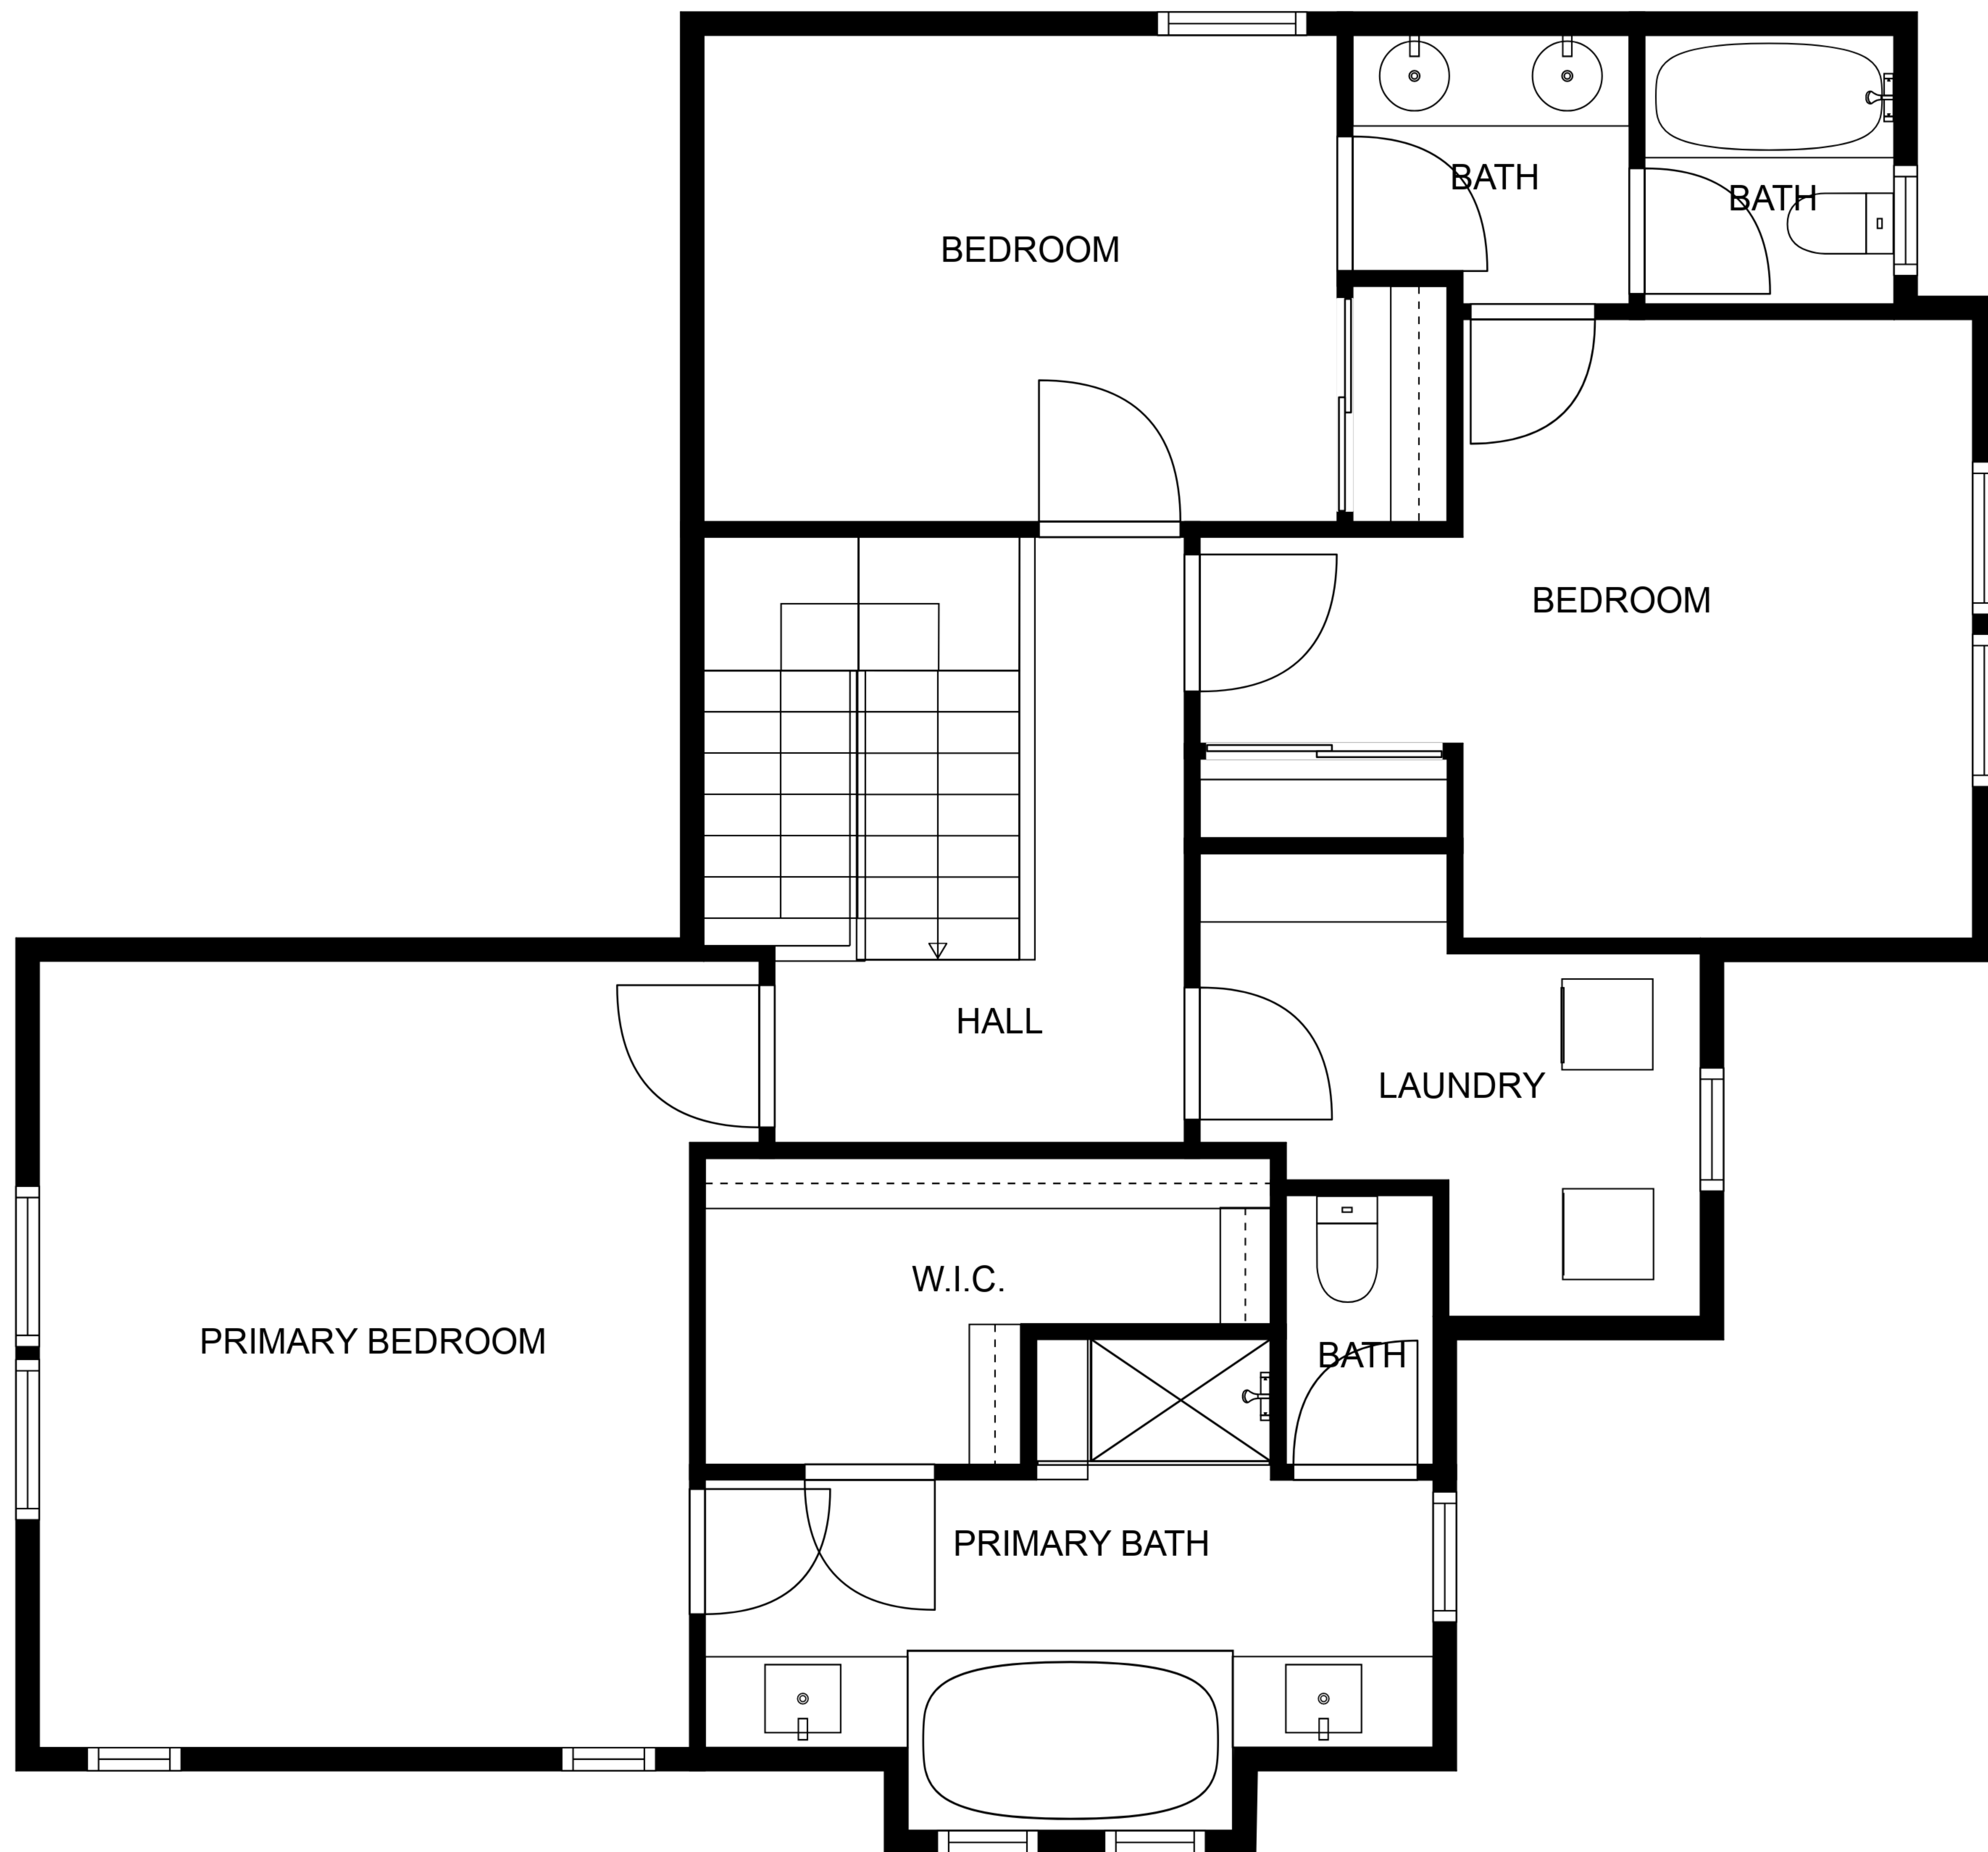 BATH
BATH
BEDROOM
BEDROOM
HALL
LAUNDRY
W.I.C.
PRIMARY BEDROOM
BATH
PRIMARY BATH